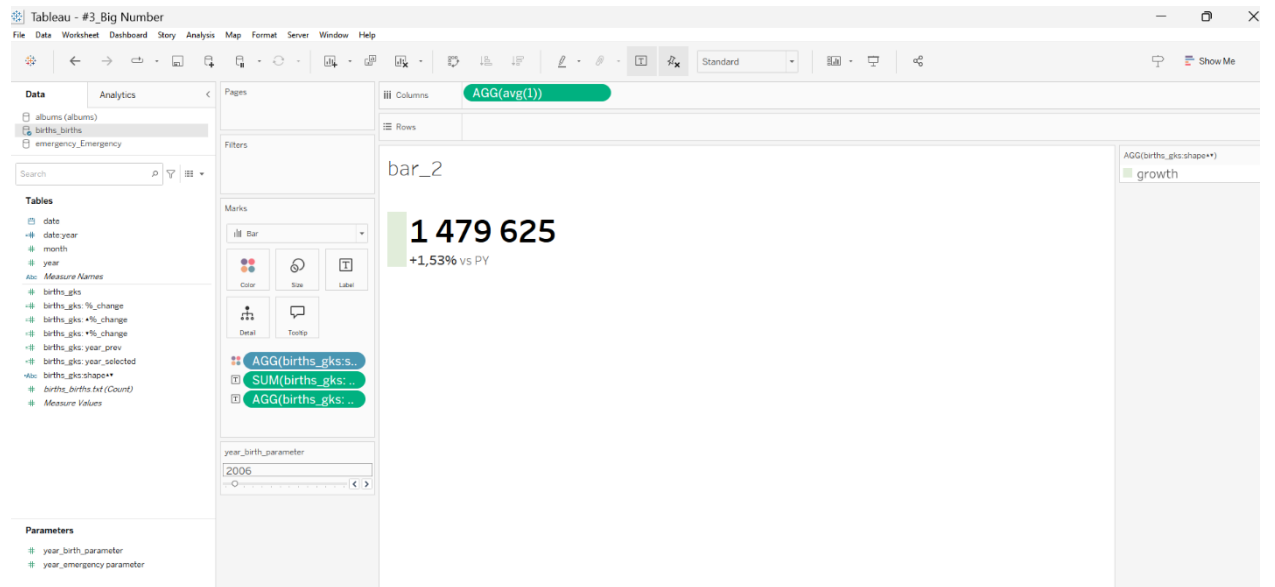 Tableau - #3_Big Number
File Data Worksheet Dashboard Story Analysis Map Format Server Window Help
Standard
Show Me
Data Analytics
albums (albums)
births_births
emergency_Emergency
Search
Tables
date
date:year
month
year
Abc Measure Names
births_gks
births_gks: %_change
births_gks: ▲%_change
births_gks: ▼%_change
births_gks: year_prev
births_gks: year_selected
Abc births_gks:shape▲▼
births_births.txt (Count)
Measure Values
Parameters
year_birth_parameter
year_emergency parameter
Pages
Filters
Marks
Bar
Color Size Label
Detail Tooltip
AGG(births_gks:s..
SUM(births_gks: ..
AGG(births_gks: ..
year_birth_parameter
2006
Columns AGG(avg(1))
Rows
bar_2
1 479 625
+1,53% vs PY
AGG(births_gks:shape▲▼)
growth